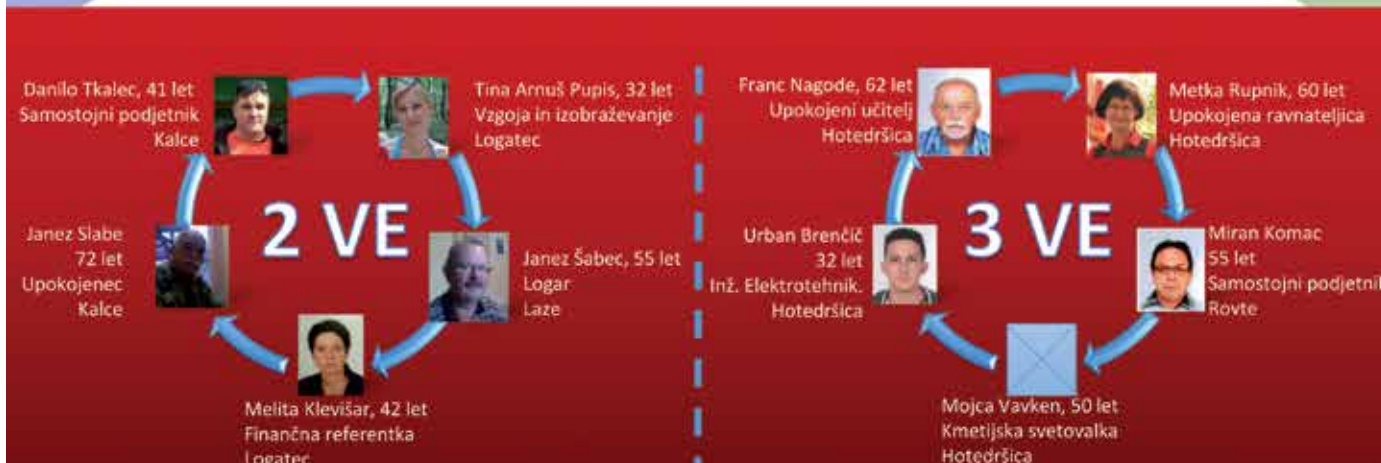 Danilo Tkalec, 41 let
Samostojni podjetnik
Kalce
Tina Arnuš Pupis, 32 let
Vzgoja in izobraževanje
Logatec
Janez Slabe
72 let
Upokojenec
Kalce
2 VE
Janez Šabec, 55 let
Logar
Laze
Melita Klevišar, 42 let
Finančna referentka
Logatec
Franc Nagode, 62 let
Upokojeni učitelj
Hotedršica
Metka Rupnik, 60 let
Upokojena ravnateljica
Hotedršica
Urban Brenčič
32 let
Inž. Elektrotehnik.
Hotedršica
3 VE
Miran Komac
55 let
Samostojni podjetnik
Rovte
Mojca Vavken, 50 let
Kmetijska svetovalka
Hotedršica